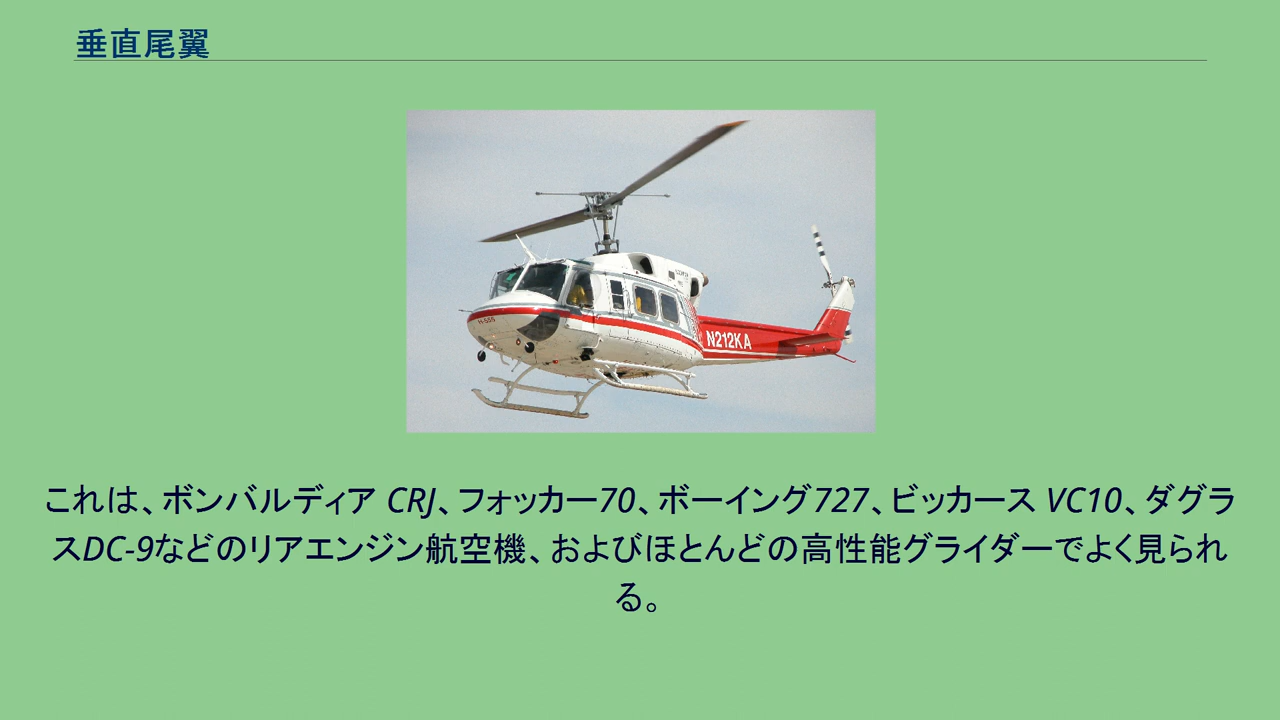 垂直尾翼
H-555
N212KA
これは、ボンバルディア CRJ、フォッカー70、ボーイング727、ビッカース VC10、ダグラ
スDC-9などのリアエンジン航空機、およびほとんどの高性能グライダーでよく見られ
る。